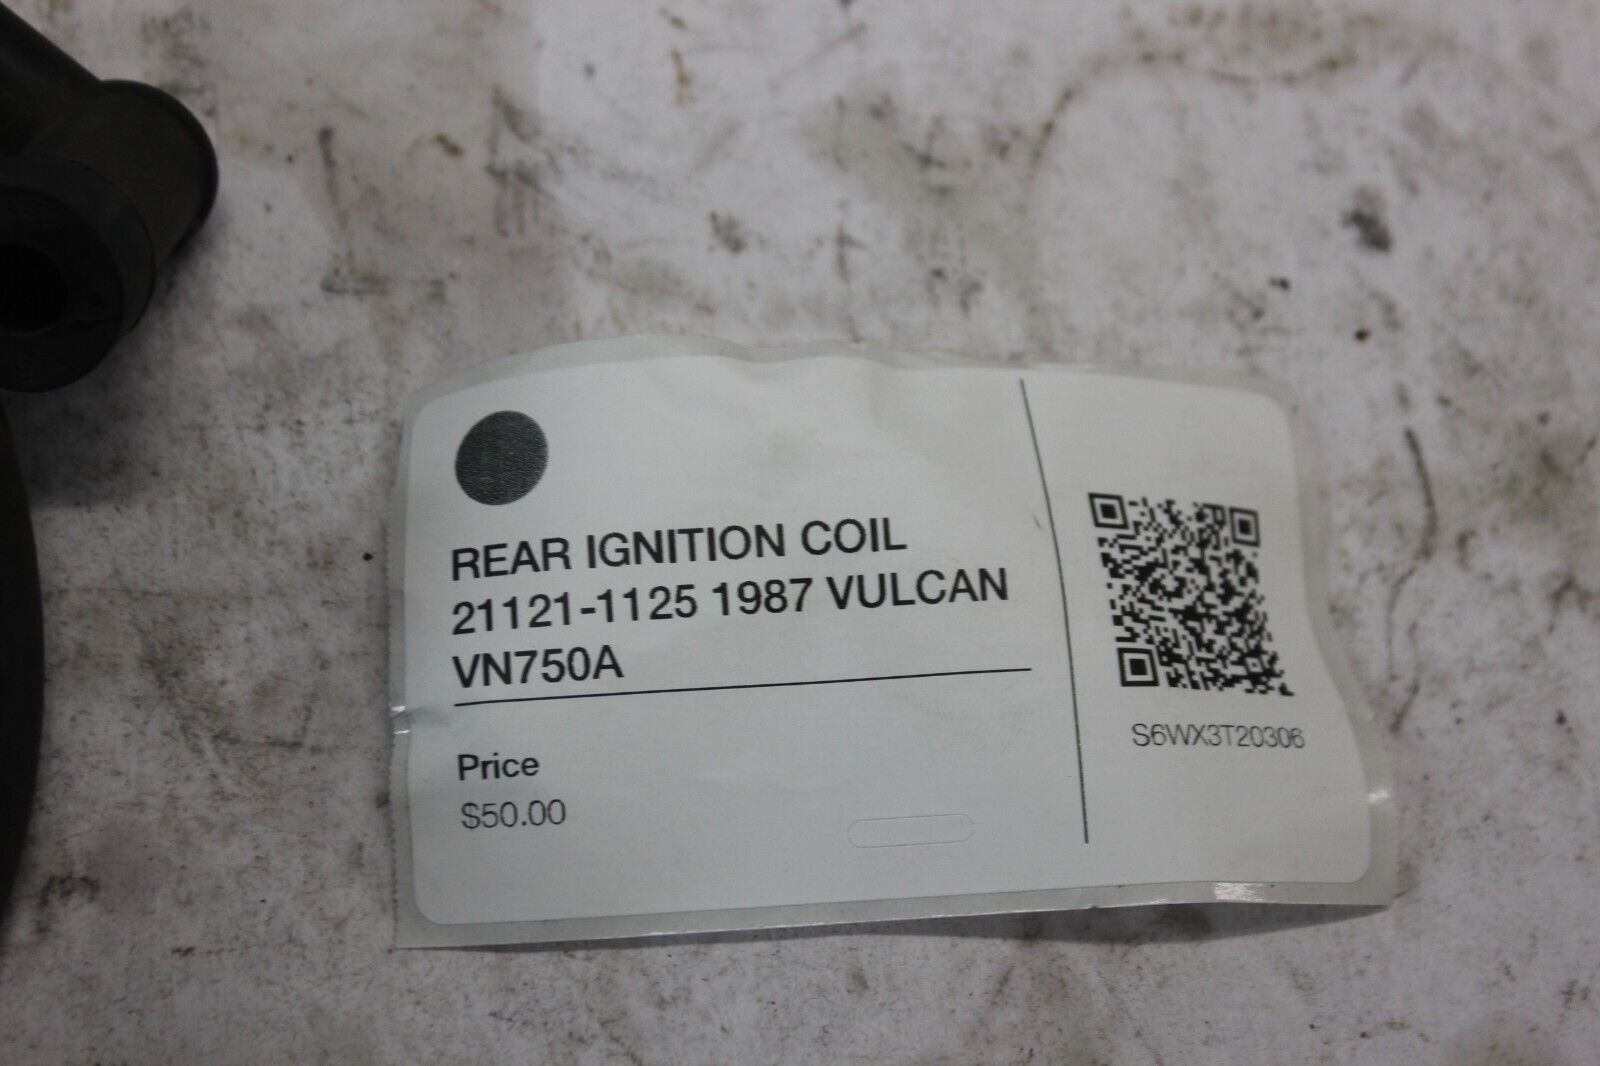 REAR IGNITION COIL
21121-1125 1987 VULCAN
VN750A
Price
$50.00
S6WX3T20306